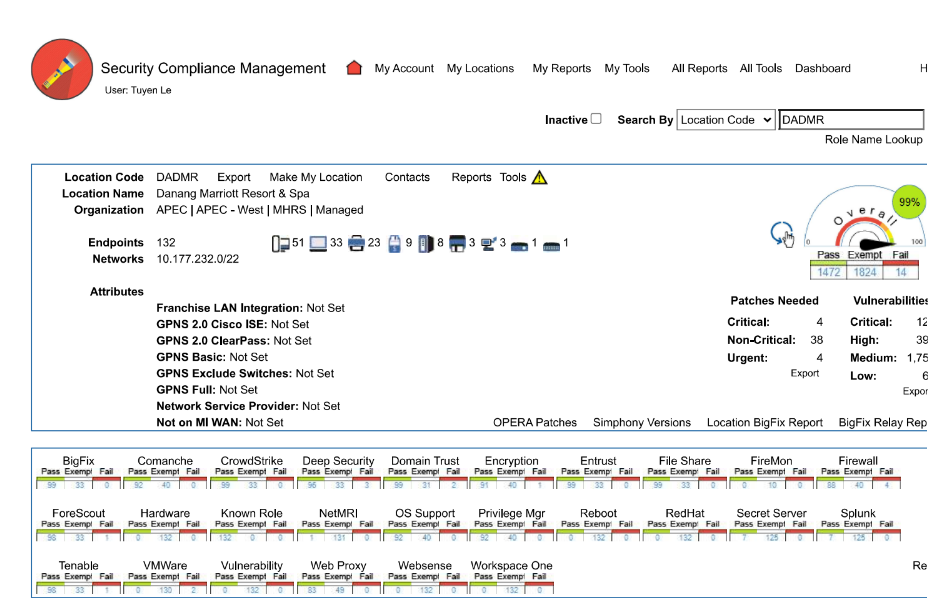 Security Compliance Management My Account My Locations My Reports My Tools All Reports All Tools Dashboard H
User: Tuyen Le
Inactive Search By Location Code DADMR
Role Name Lookup
Location Code DADMR Export Make My Location Contacts Reports Tools
Location Name Danang Marriott Resort & Spa
Organization APEC | APEC - West | MHRS | Managed
99%
Overall
0 100
Endpoints 132 51 33 23 9 8 3 3 1 1
Networks 10.177.232.0/22
Pass Exempt Fail
1472 1824 14
Attributes
Franchise LAN Integration: Not Set
GPNS 2.0 Cisco ISE: Not Set
GPNS 2.0 ClearPass: Not Set
GPNS Basic: Not Set
GPNS Exclude Switches: Not Set
GPNS Full: Not Set
Network Service Provider: Not Set
Not on MI WAN: Not Set
Patches Needed Vulnerabilities
Critical: 4 Critical: 12
Non-Critical: 38 High: 39
Urgent: 4 Medium: 1,75
Export Low: 6
Expor
OPERA Patches Simphony Versions Location BigFix Report BigFix Relay Rep
BigFix Comanche CrowdStrike Deep Security Domain Trust Encryption Entrust File Share FireMon Firewall
Pass Exempt Fail Pass Exempt Fail Pass Exempt Fail Pass Exempt Fail Pass Exempt Fail Pass Exempt Fail Pass Exempt Fail Pass Exempt Fail Pass Exempt Fail Pass Exempt Fail
99 33 0 92 40 0 99 33 0 96 33 3 99 31 2 91 40 1 99 33 0 99 33 0 0 10 0 88 40 4
ForeScout Hardware Known Role NetMRI OS Support Privilege Mgr Reboot RedHat Secret Server Splunk
Pass Exempt Fail Pass Exempt Fail Pass Exempt Fail Pass Exempt Fail Pass Exempt Fail Pass Exempt Fail Pass Exempt Fail Pass Exempt Fail Pass Exempt Fail Pass Exempt Fail
98 33 1 0 132 0 132 0 0 1 131 0 92 40 0 92 40 0 0 132 0 0 132 0 7 125 0 7 125 0
Tenable VMWare Vulnerability Web Proxy Websense Workspace One Re
Pass Exempt Fail Pass Exempt Fail Pass Exempt Fail Pass Exempt Fail Pass Exempt Fail Pass Exempt Fail
98 33 1 0 130 2 0 132 0 83 49 0 0 132 0 0 132 0